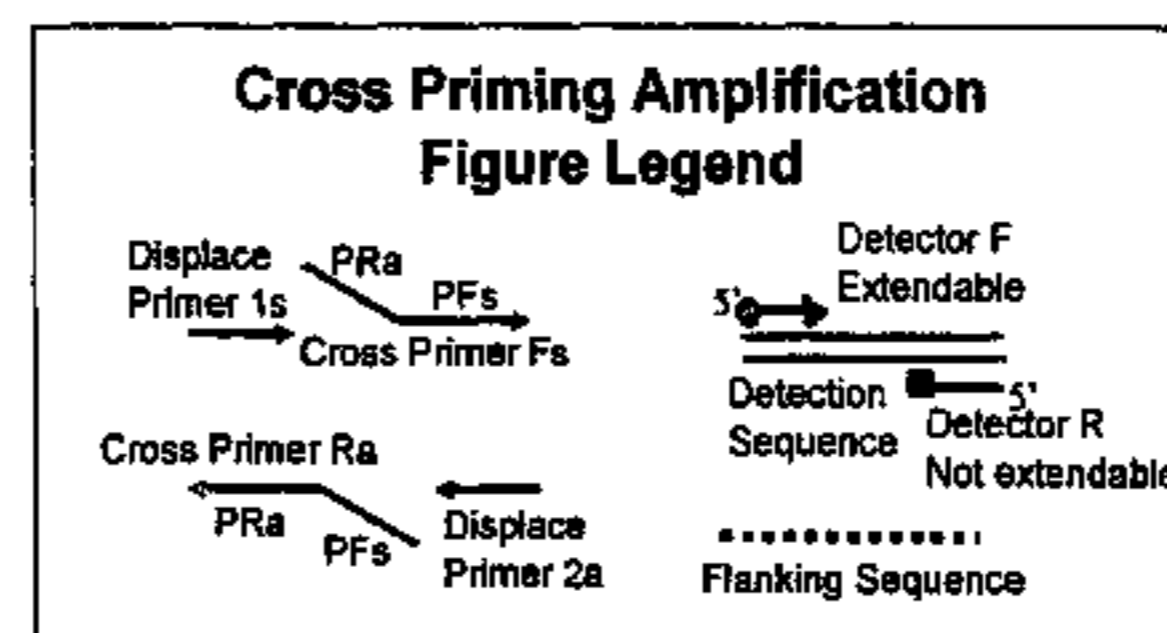 Cross Priming Amplification
Figure Legend
Displace
Primer 1s
PRa
PFs
Cross Primer Fs
Detector F
Extendable
5'
Detection
Sequence
5'
Detector R
Not extendable
Cross Primer Ra
PRa
PFs
Displace
Primer 2a
Flanking Sequence